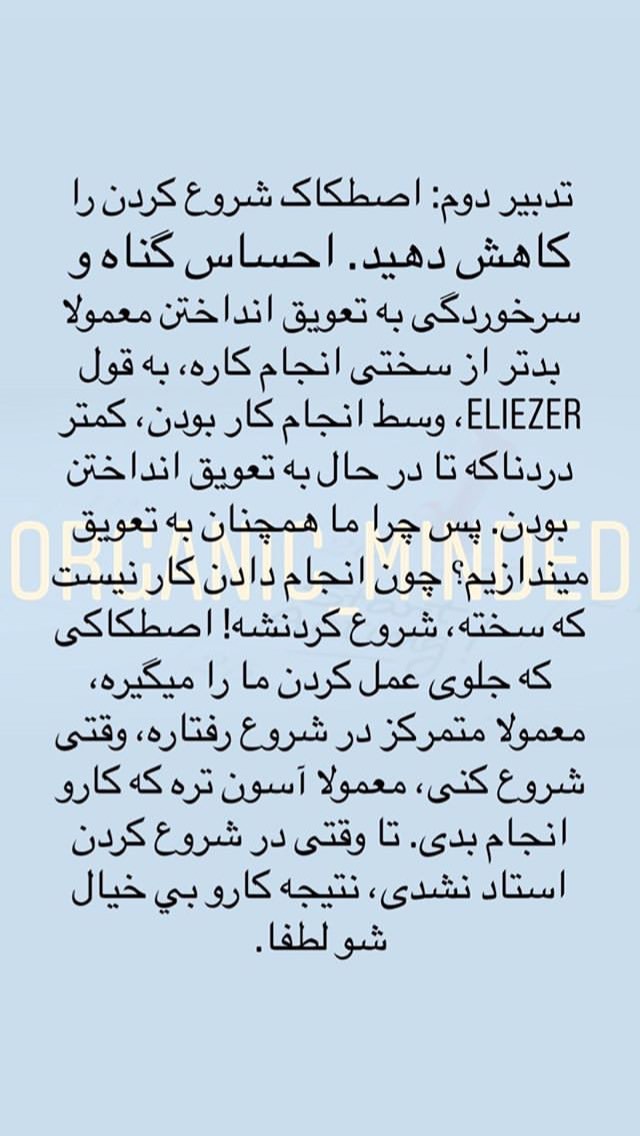 تدبیر دوم: اصطکاک شروع کردن را
کاهش دهید. احساس گناه و
سرخوردگی به تعویق انداختن معمولا
بدتر از سختی انجام کاره، به قول
ELIEZER، وسط انجام کار بودن، کمتر
دردناکه تا در حال به تعویق انداختن
بودن. پس چرا ما همچنان به تعویق
میندازیم؟ چون انجام دادن کار نیست
ORGANIC_MINDED
که سخته، شروع کردنشه! اصطکاکی
که جلوی عمل کردن ما را میگیره،
معمولا متمرکز در شروع رفتاره، وقتی
شروع کنی، معمولا آسون تره که کارو
انجام بدی. تا وقتی در شروع کردن
استاد نشدی، نتیجه کارو بي خیال
شو لطفا.